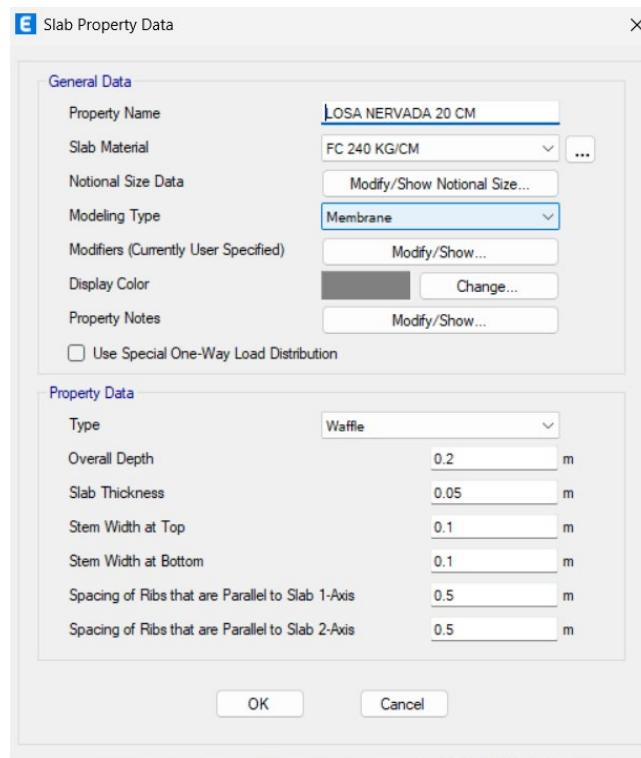 E Slab Property Data
General Data
Property Name LOSA NERVADA 20 CM
Slab Material FC 240 KG/CM ...
Notional Size Data Modify/Show Notional Size...
Modeling Type Membrane
Modifiers (Currently User Specified) Modify/Show...
Display Color Change...
Property Notes Modify/Show...
Use Special One-Way Load Distribution
Property Data
Type Waffle
Overall Depth 0.2 m
Slab Thickness 0.05 m
Stem Width at Top 0.1 m
Stem Width at Bottom 0.1 m
Spacing of Ribs that are Parallel to Slab 1-Axis 0.5 m
Spacing of Ribs that are Parallel to Slab 2-Axis 0.5 m
OK Cancel